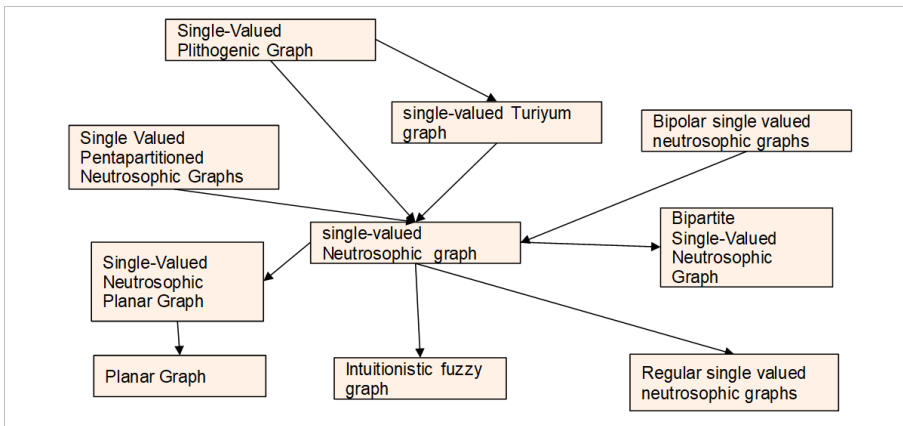 Single-Valued
Plithogenic Graph
single-valued Turiyum
graph
Bipolar single valued
neutrosophic graphs
Single Valued
Pentapartitioned
Neutrosophic Graphs
single-valued
Neutrosophic graph
Bipartite
Single-Valued
Neutrosophic
Graph
Single-Valued
Neutrosophic
Planar Graph
Planar Graph
Intuitionistic fuzzy
graph
Regular single valued
neutrosophic graphs